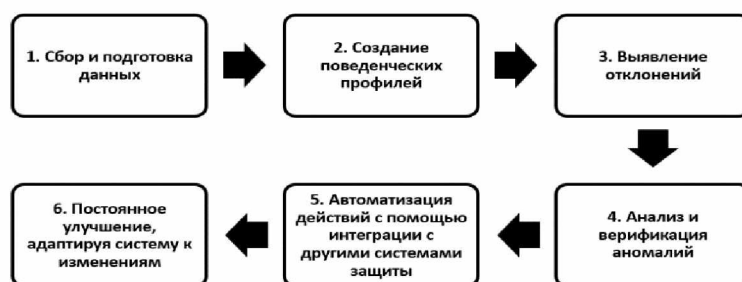 1. Сбор и подготовка
данных
2. Создание
поведенческих
профилей
3. Выявление
отклонений
4. Анализ и
верификация
аномалий
5. Автоматизация
действий с помощью
интеграции с
другими системами
защиты
6. Постоянное
улучшение,
адаптируя систему к
изменениям